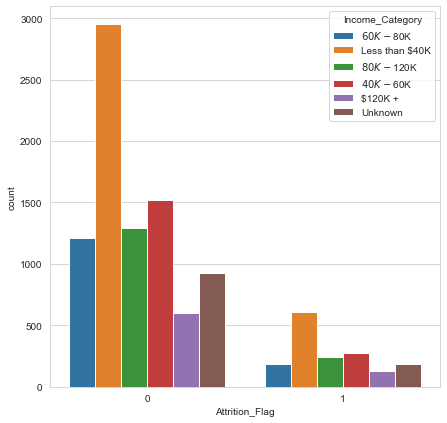 3000
2500
2000
1500
1000
500
0
count
0
1
Attrition_Flag
Income_Category
60K − 80K
Less than $40K
80K − 120K
40K − 60K
$120K +
Unknown